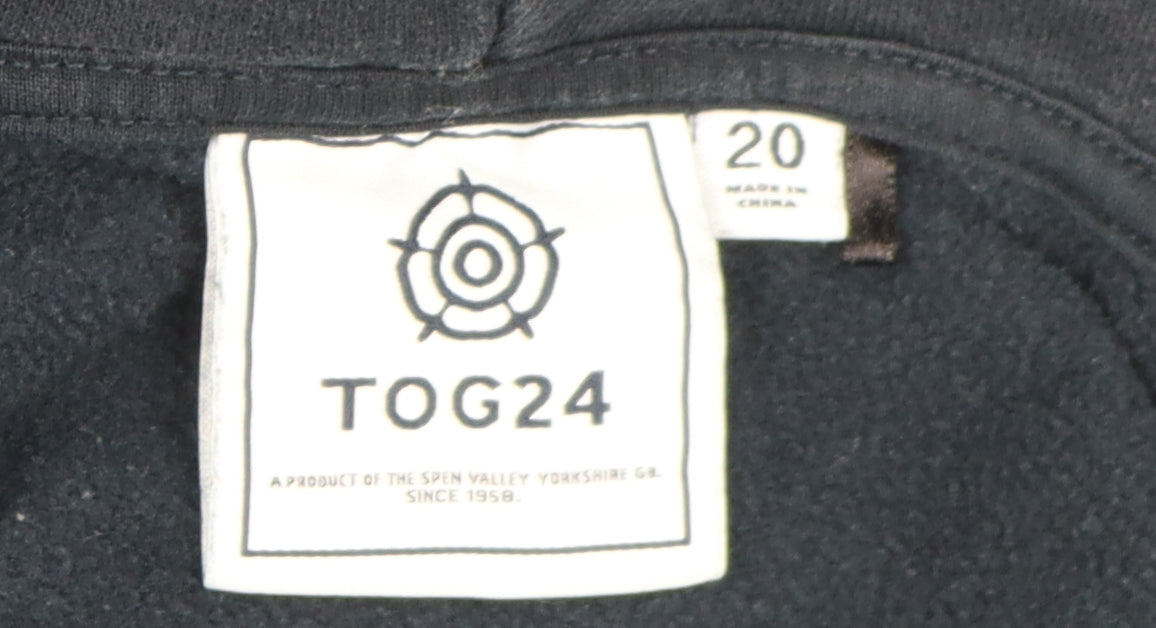 20
MADE IN
CHINA
TOG24
A PRODUCT OF THE SPEN VALLEY YORKSHIRE GB.
SINCE 1958.